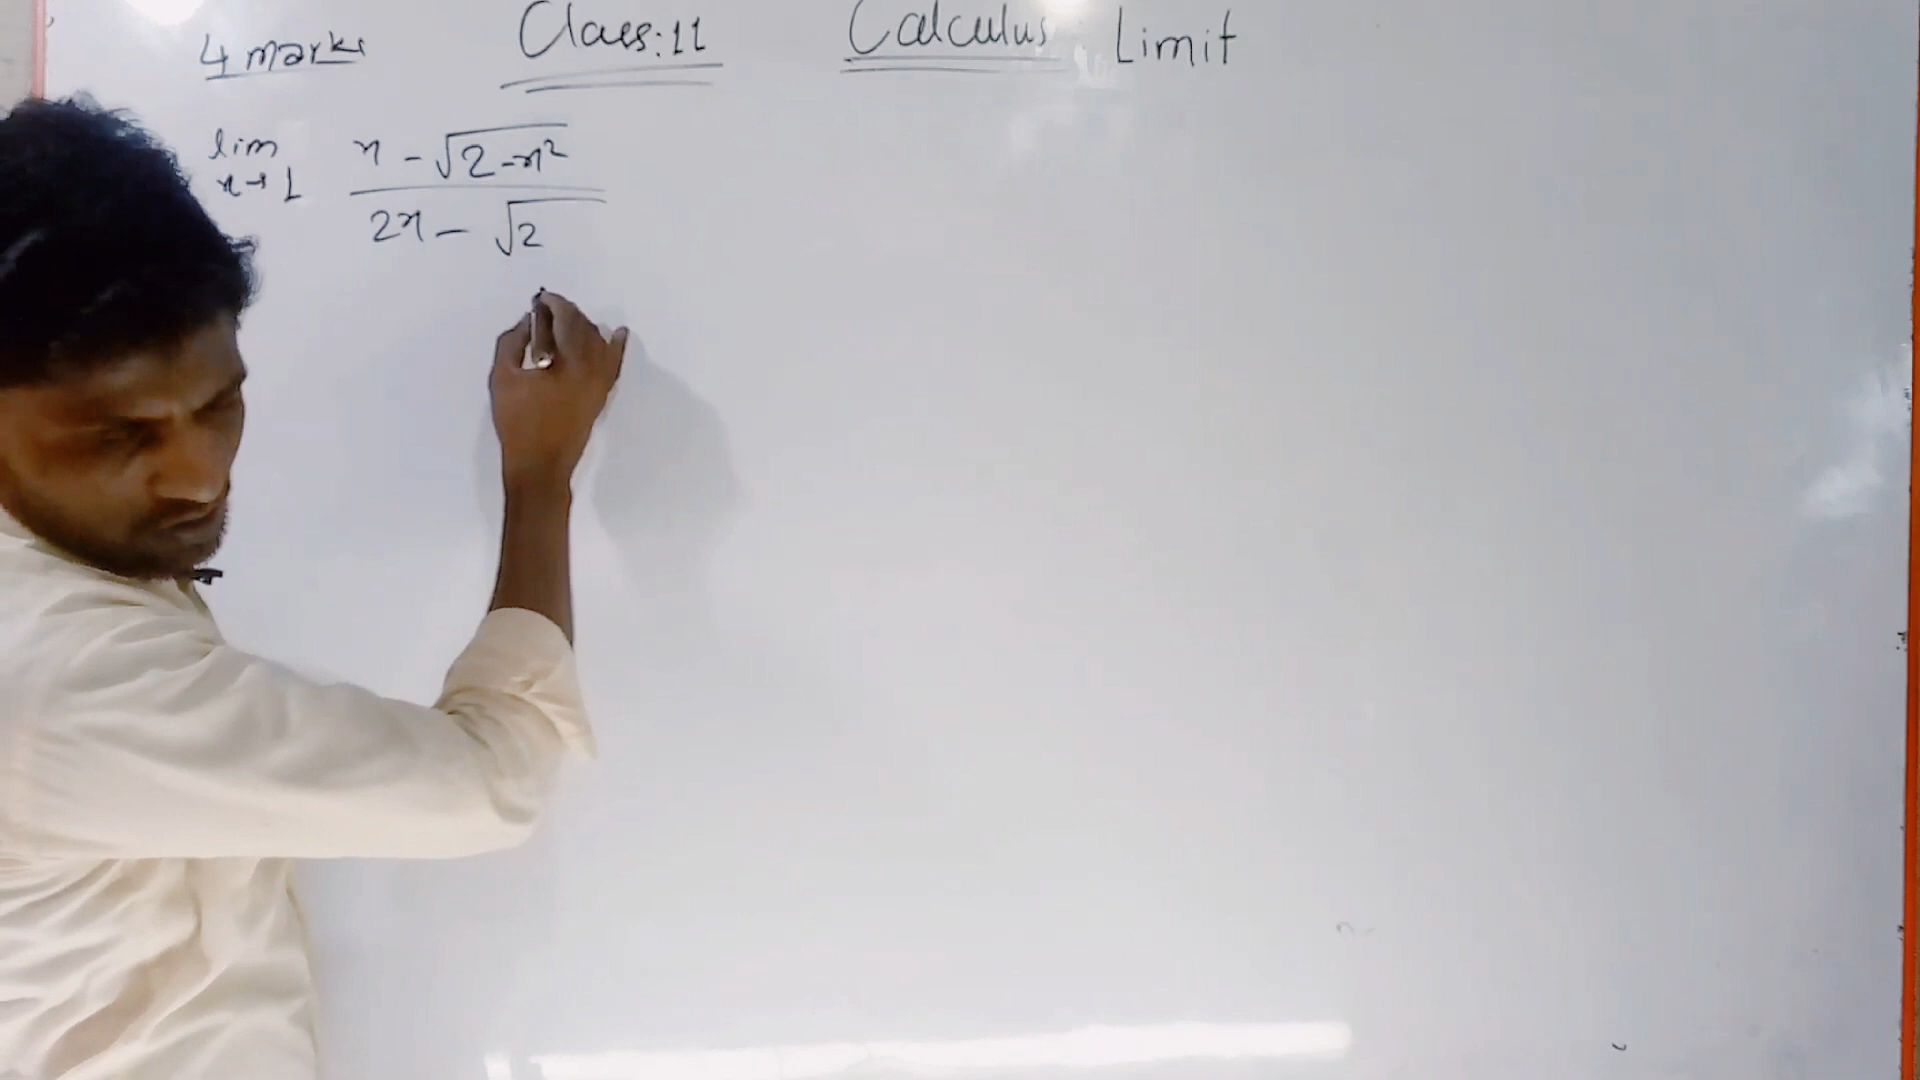 4 marks Class: 11 Calculus Limit
lim x - √2-x²
x→1 2x - √2